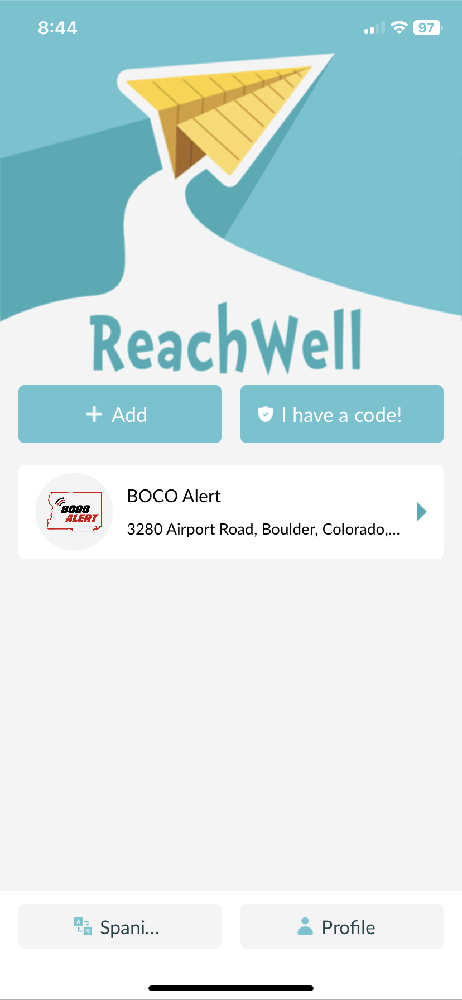 8:44
97
ReachWell
+ Add
I have a code!
BOCO ALERT
BOCO Alert
3280 Airport Road, Boulder, Colorado,...
Spani...
Profile